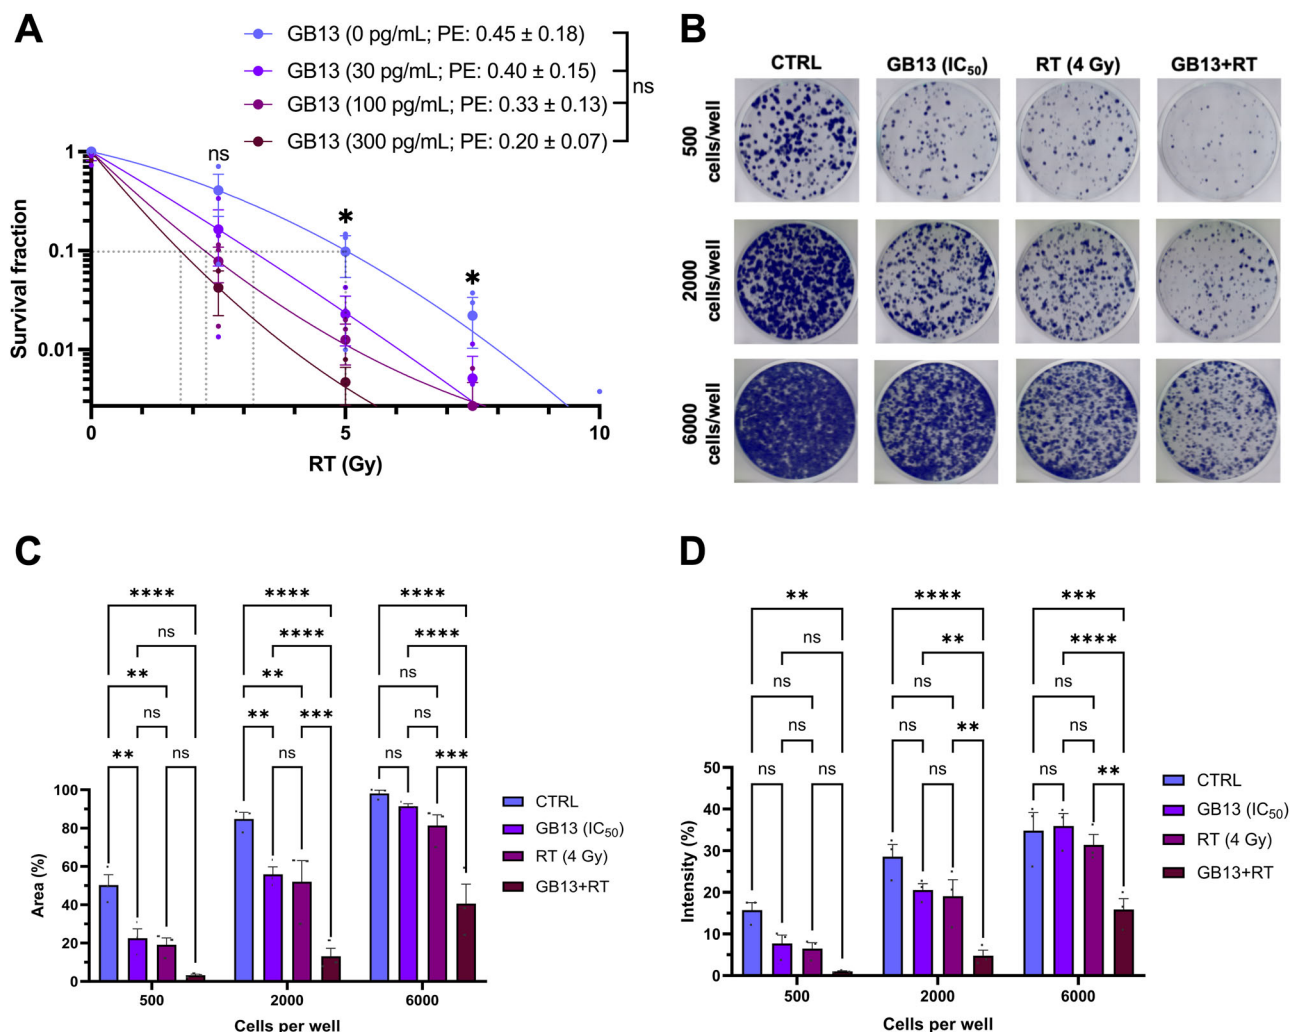 A
GB13 (0 pg/mL; PE: 0.45 ± 0.18)
GB13 (30 pg/mL; PE: 0.40 ± 0.15)
GB13 (100 pg/mL; PE: 0.33 ± 0.13)
GB13 (300 pg/mL; PE: 0.20 ± 0.07)
ns
Survival fraction
1
0.1
0.01
ns
*
*
0
5
10
RT (Gy)
B
CTRL
GB13 (IC50)
RT (4 Gy)
GB13+RT
500
cells/well
2000
cells/well
6000
cells/well
C
****
ns
**
ns
**
ns
****
****
**
**
***
ns
****
****
ns
ns
ns
***
Area (%)
100
80
60
40
20
0
500
2000
6000
Cells per well
CTRL
GB13 (IC50)
RT (4 Gy)
GB13+RT
D
**
ns
ns
ns
ns
ns
****
**
ns
**
ns
ns
***
****
ns
ns
ns
**
Intensity (%)
50
40
30
20
10
0
500
2000
6000
Cells per well
CTRL
GB13 (IC50)
RT (4 Gy)
GB13+RT